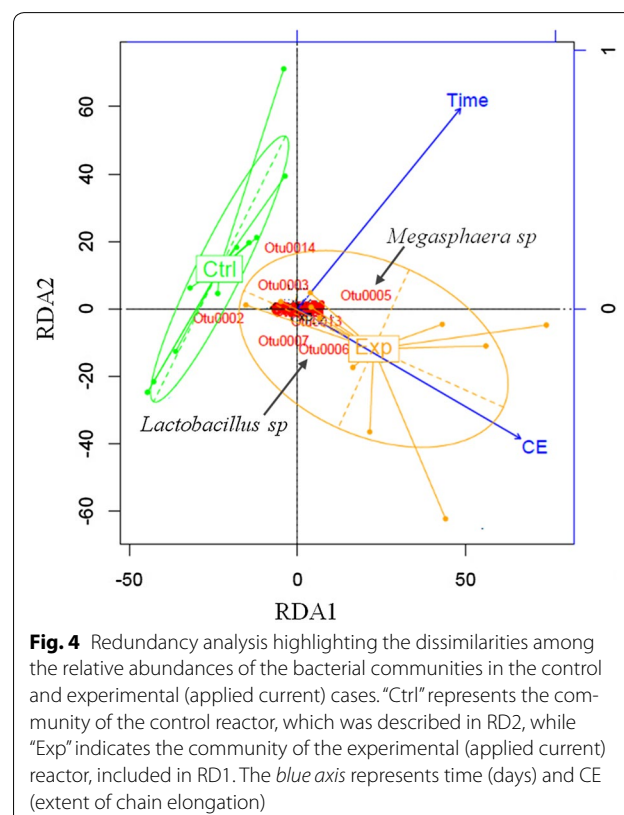 1
Time
60
40
Megasphaera sp
Otu0014
20
Ctrl
Otu0003
Otu0005
RDA2
0
0
Otu0002
Otu0007
Otu0006
Exp
-20
Lactobacillus sp
-40
CE
-60
-50
0
50
RDA1
Fig. 4 Redundancy analysis highlighting the dissimilarities among
the relative abundances of the bacterial communities in the control
and experimental (applied current) cases. “Ctrl” represents the com-
munity of the control reactor, which was described in RD2, while
“Exp” indicates the community of the experimental (applied current)
reactor, included in RD1. The blue axis represents time (days) and CE
(extent of chain elongation)